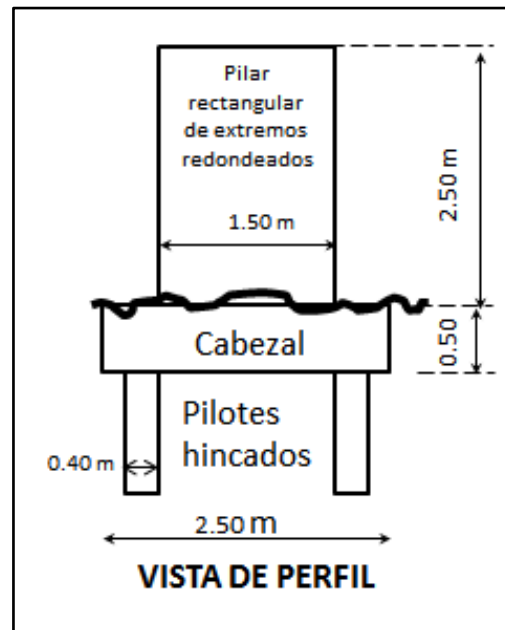 Pilar
rectangular
de extremos
redondeados
1.50 m
2.50 m
Cabezal
0.50
Pilotes
hincados
0.40 m
2.50 m
VISTA DE PERFIL